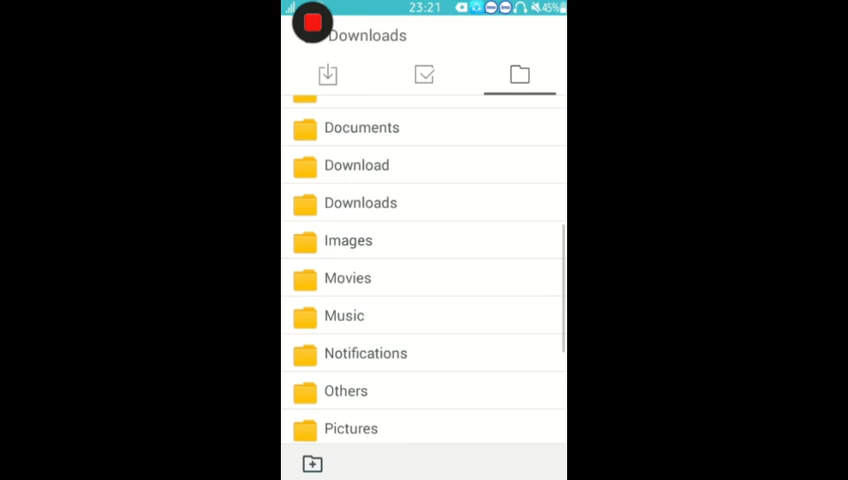 23:21
45%
Downloads
Documents
Download
Downloads
Images
Movies
Music
Notifications
Others
Pictures